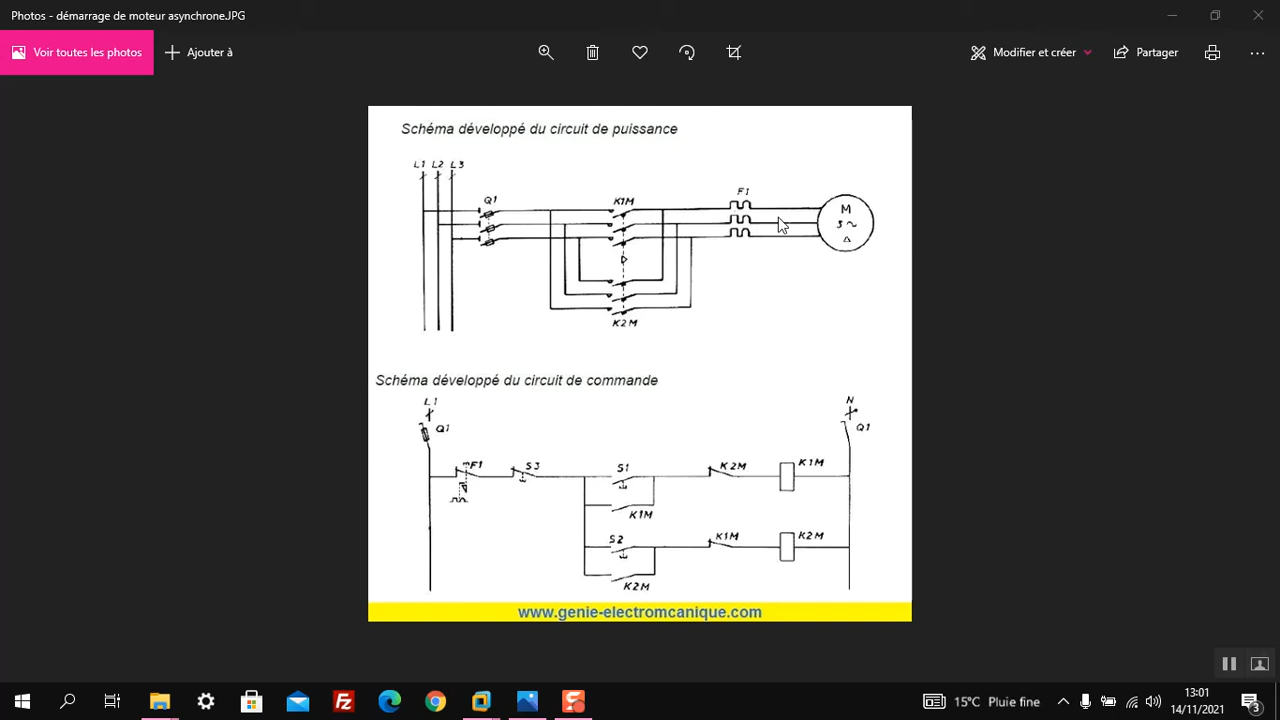 Photos - démarrage de moteur asynchrone.JPG
Voir toutes les photos
Ajouter à
Modifier et créer
Partager
Schéma développé du circuit de puissance
L1 L2 L3
Q1
K1M
F1
M
3 ~
Δ
K2M
Schéma développé du circuit de commande
L1
N
Q1
Q1
F1
S3
S1
K2M
K1M
K1M
S2
K1M
K2M
K2M
www.genie-electromcanique.com
15°C Pluie fine
13:01
14/11/2021
3